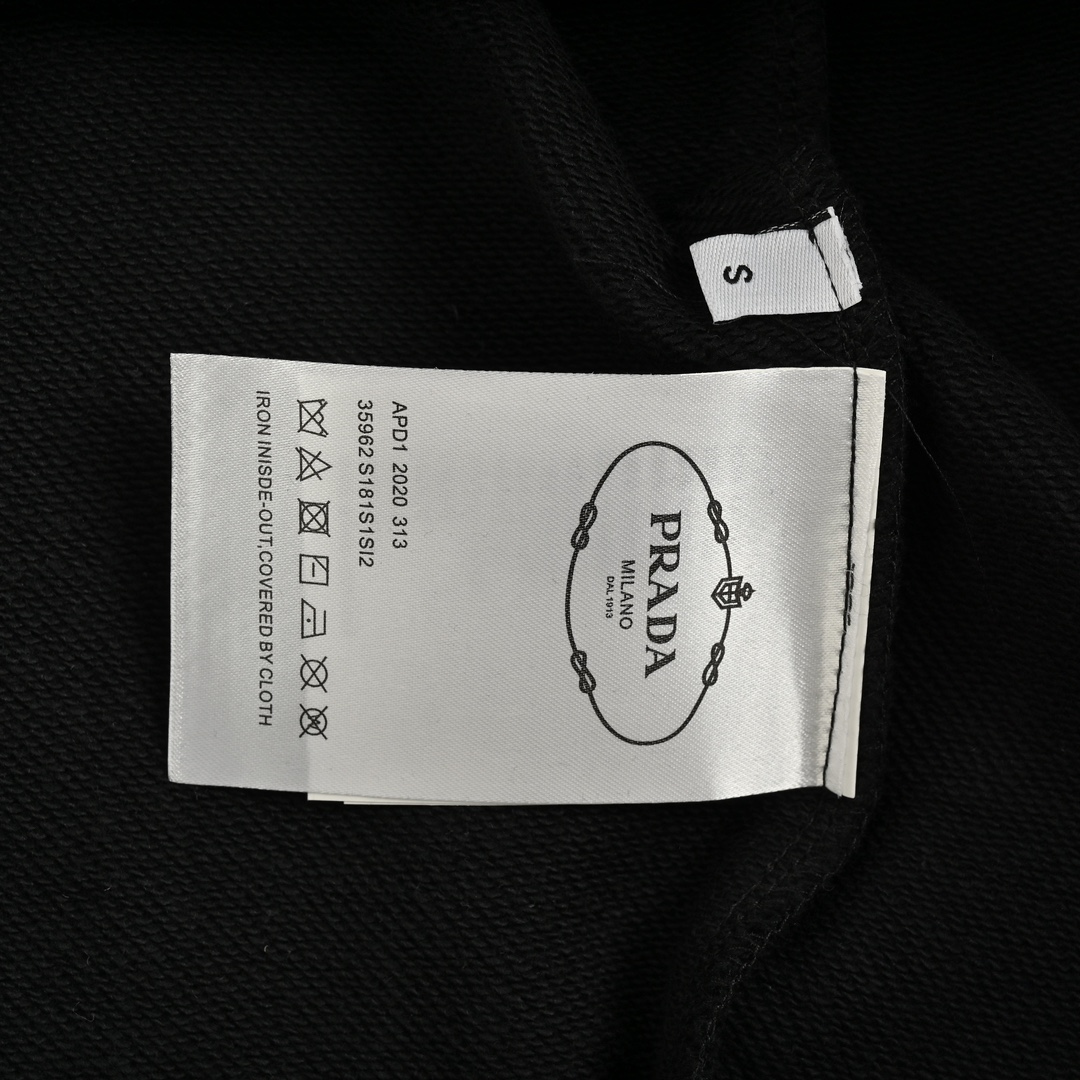 S
PRADA
MILANO
DAL 1913
APD1 2020 313
35962 S181S1SI2
IRON INISDE-OUT,COVERED BY CLOTH